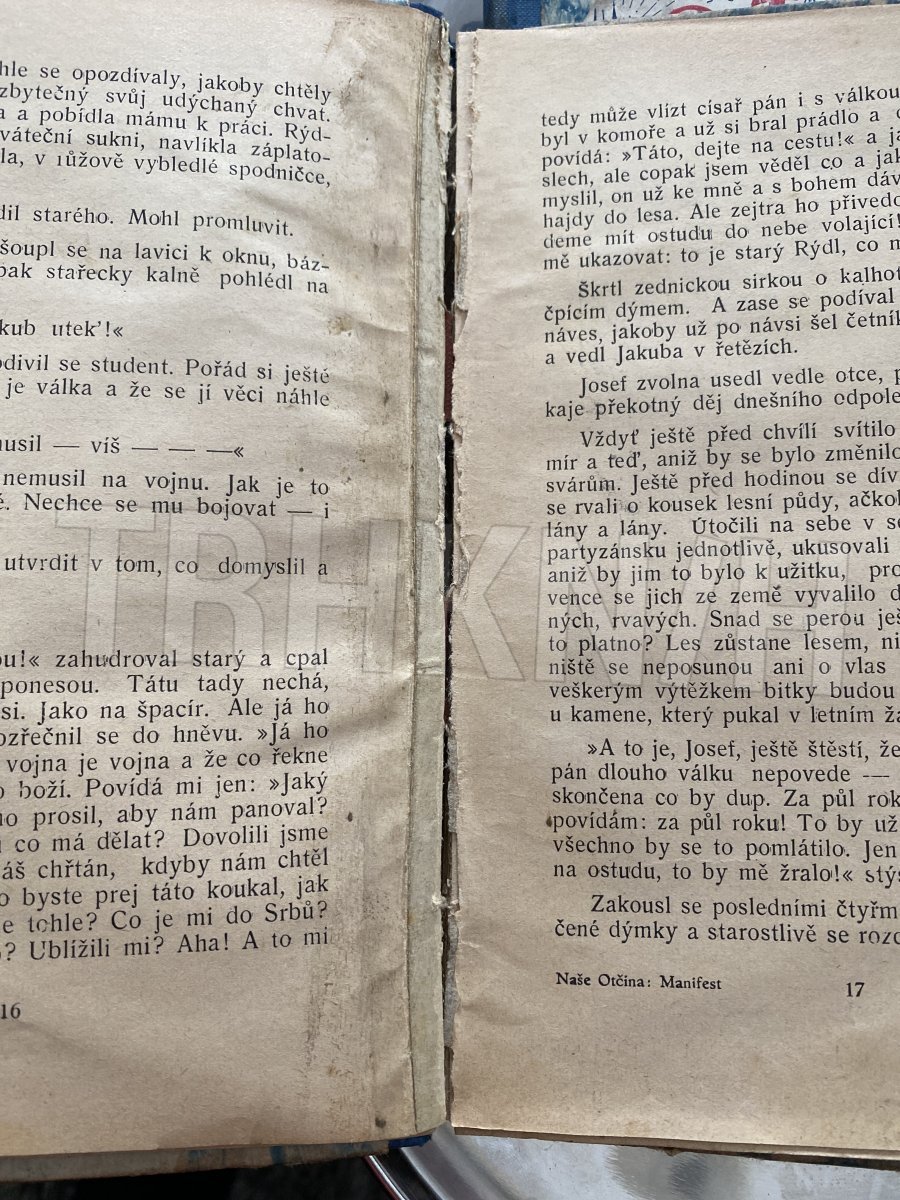 hle se opozdívaly, jakoby chtěly
zbytečný svůj udýchaný chvat.
a a pobídla mámu k práci. Rýd-
váteční sukni, navlíkla záplato-
la, v růžově vybledlé spodničce,
dil starého. Mohl promluvit.
šoupl se na lavici k oknu, báz-
pak stařecky kalně pohlédl na
kub utek'!«
odivil se student. Pořád si ještě
je válka a že se jí věci náhle
musil — víš — — —«
nemusil na vojnu. Jak je to
é. Nechce se mu bojovat — i
utvrdit v tom, co domyslil a
ou!« zahudroval starý a cpal
ponesou. Tátu tady nechá,
si. Jako na špacír. Ale já ho
ozřečnil se do hněvu. »Já ho
vojna je vojna a že co řekne
o boží. Povídá mi jen: »Jaký
ho prosil, aby nám panoval?
co má dělat? Dovolili jsme
áš chřtán, kdyby nám chtěl
o byste prej táto koukal, jak
e tohle? Co je mi do Srbů?
? Ublížili mi? Aha! A to mi
16
tedy může vlízt císař pán i s válkou
byl v komoře a už si bral prádlo a
povídá: »Táto, dejte na cestu!« a
slech, ale copak jsem věděl co a jak
myslil, on už ke mně a s bohem dáv
hajdy do lesa. Ale zejtra ho přivedo
deme mít ostudu do nebe volající!
mě ukazovat: to je starý Rýdl, co
Škrtl zednickou sirkou o kalhot
čpícím dýmem. A zase se podíval
náves, jakoby už po návsi šel četník
a vedl Jakuba v řetězích.
Josef zvolna usedl vedle otce,
kaje překotný děj dnešního odpole
Vždyť ještě před chvílí svítilo
mír a teď, aniž by se bylo změnilo
svárům. Ještě před hodinou se dív
se rvali o kousek lesní půdy, ačkol
lány a lány. Útočili na sebe v
partyzánsku jednotlivě, ukusovali
aniž by jim to bylo k užitku, pro
vence se jich ze země vyvalilo
ných, rvavých. Snad se perou ješ
to platno? Les zůstane lesem, ni
niště se neposunou ani o vlas
veškerým výtěžkem bitky budou
u kamene, který pukal v letním
»A to je, Josef, ještě štěstí, že
pán dlouho válku nepovede —
skončena co by dup. Za půl rok
povídám: za půl roku! To by už
všechno by se to pomlátilo. Jen
na ostudu, to by mě žralo!« stýs
Zakousl se posledními čtyřm
čené dýmky a starostlivě se rozo
Naše Otčina: Manifest
17
TRHKNIH